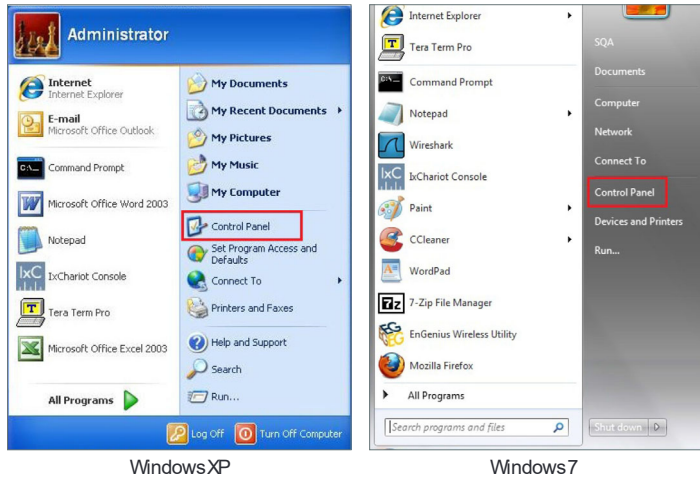 Administrator
Internet
Internet Explorer
E-mail
Microsoft Office Outlook
Command Prompt
Microsoft Office Word 2003
Notepad
IxChariot Console
Tera Term Pro
Microsoft Office Excel 2003
All Programs
My Documents
My Recent Documents
My Pictures
My Music
My Computer
Control Panel
Set Program Access and
Defaults
Connect To
Printers and Faxes
Help and Support
Search
Run...
Log Off
Turn Off Computer
WindowsXP
Internet Explorer
Tera Term Pro
Command Prompt
Notepad
Wireshark
IxChariot Console
Paint
CCleaner
WordPad
7-Zip File Manager
EnGenius Wireless Utility
Mozilla Firefox
All Programs
Search programs and files
SQA
Documents
Computer
Network
Connect To
Control Panel
Devices and Printers
Run...
Shut down
Windows7